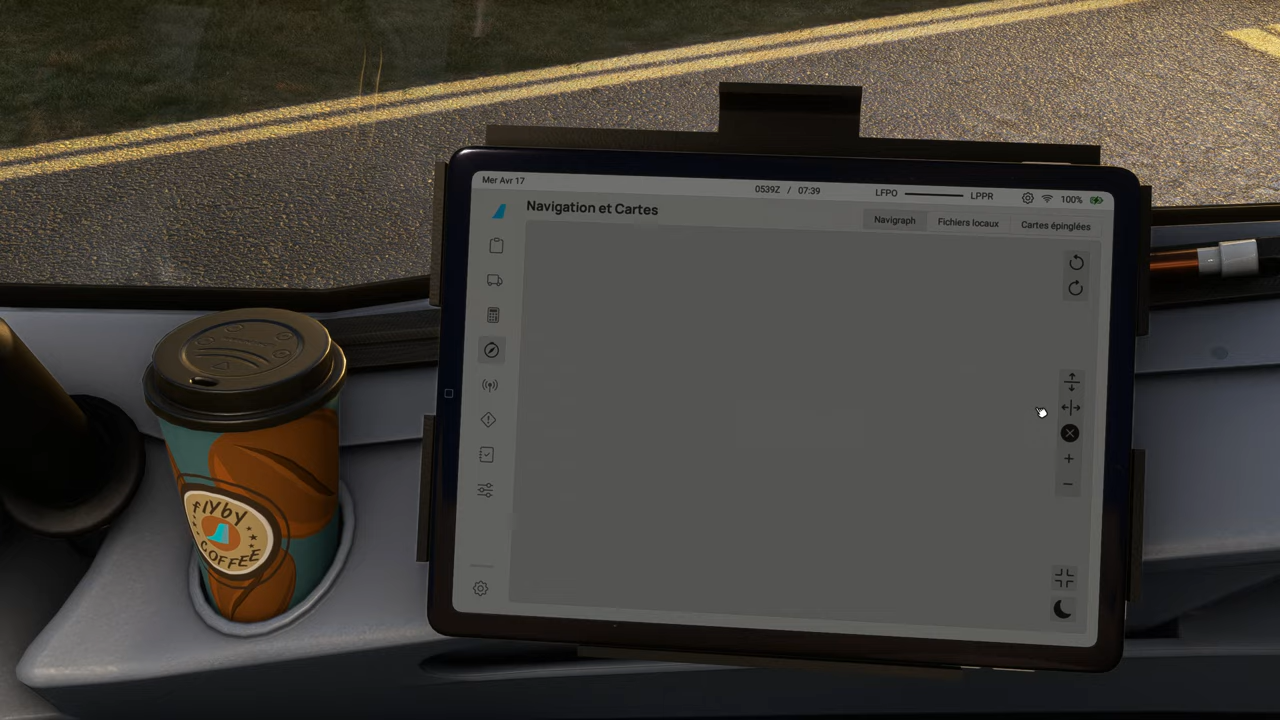 Mer Avr 17
0539Z / 07:39
LFPO
LPPR
100%
Navigation et Cartes
Navigraph
Fichiers locaux
Cartes épinglées
flyby
COFFEE